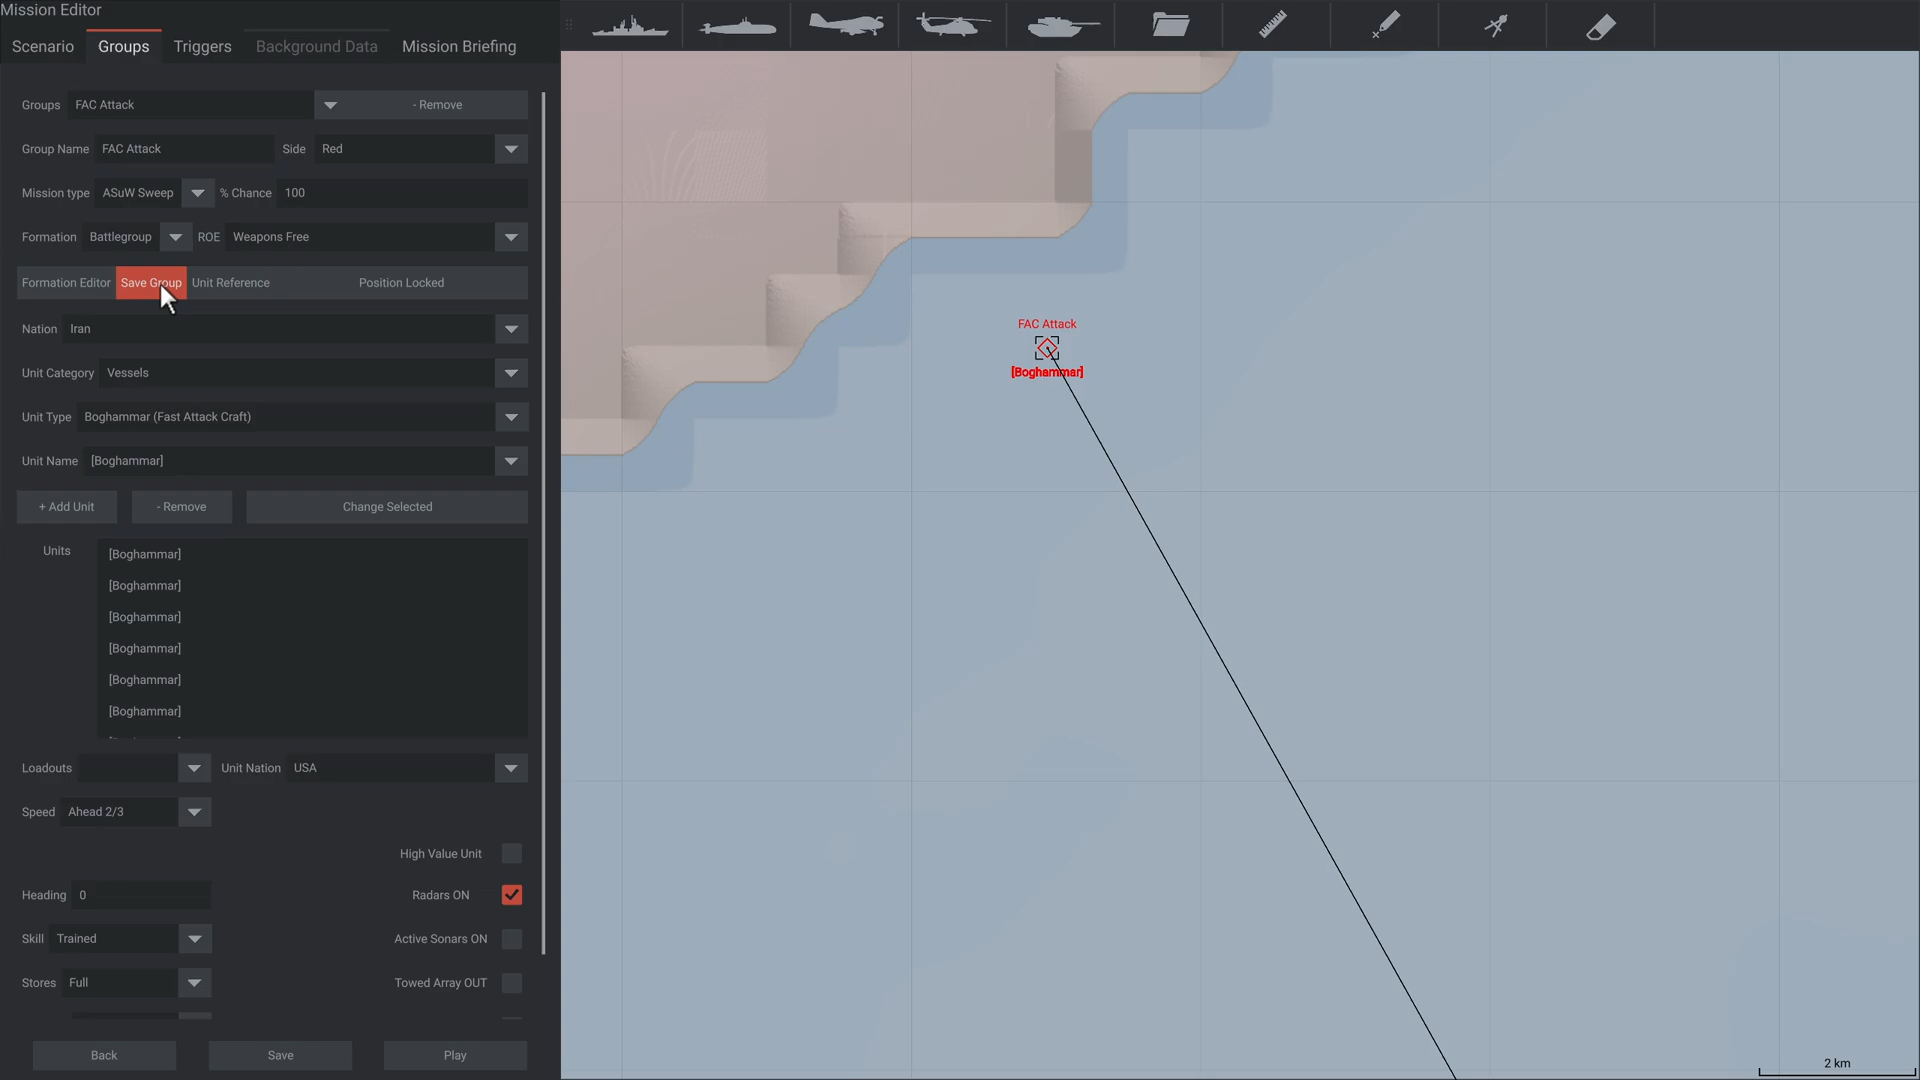 Mission Editor
Scenario Groups Triggers Background Data Mission Briefing
Groups FAC Attack - Remove
Group Name FAC Attack Side Red
Mission type ASuW Sweep % Chance 100
Formation Battlegroup ROE Weapons Free
Formation Editor Save Group Unit Reference Position Locked
Nation Iran
Unit Category Vessels
Unit Type Boghammar (Fast Attack Craft)
Unit Name [Boghammar]
+ Add Unit - Remove Change Selected
Units [Boghammar]
[Boghammar]
[Boghammar]
[Boghammar]
[Boghammar]
[Boghammar]
Loadouts Unit Nation USA
Speed Ahead 2/3
High Value Unit
Heading 0 Radars ON
Skill Trained Active Sonars ON
Stores Full Towed Array OUT
Back Save Play
FAC Attack
[Boghammar]
2 km